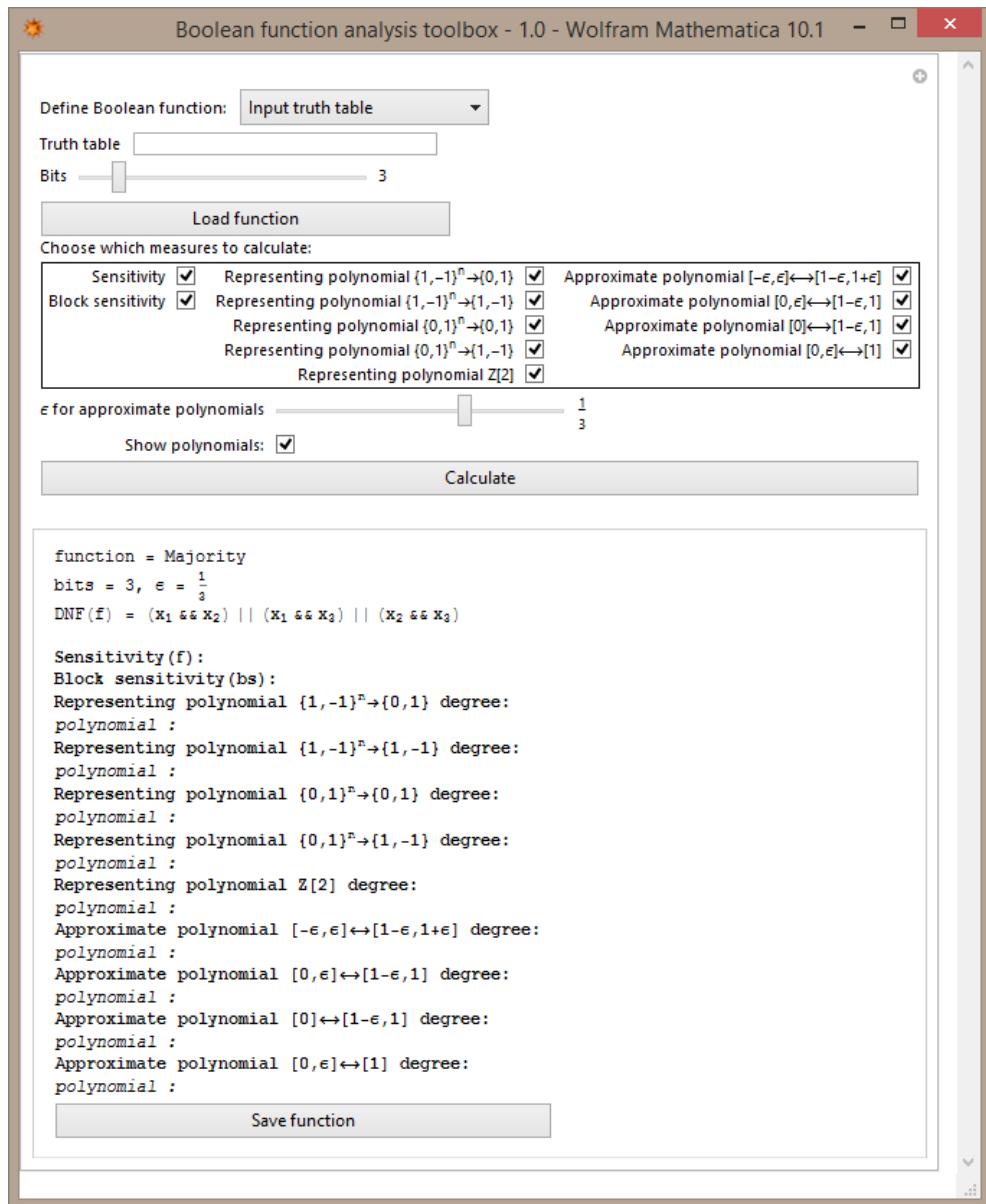 Boolean function analysis toolbox - 1.0 - Wolfram Mathematica 10.1
Define Boolean function: Input truth table
Truth table
Bits 3
Load function
Choose which measures to calculate:
Sensitivity Representing polynomial {1,-1}ⁿ→{0,1} Approximate polynomial [-ϵ,ϵ]⟷[1-ϵ,1+ϵ]
Block sensitivity Representing polynomial {1,-1}ⁿ→{1,-1} Approximate polynomial [0,ϵ]⟷[1-ϵ,1]
Representing polynomial {0,1}ⁿ→{0,1} Approximate polynomial [0]⟷[1-ϵ,1]
Representing polynomial {0,1}ⁿ→{1,-1} Approximate polynomial [0,ϵ]⟷[1]
Representing polynomial Z[2]
ϵ for approximate polynomials 1/3
Show polynomials:
Calculate
function = Majority
bits = 3, ϵ = 1/3
DNF(f) = (x₁ && x₂) || (x₁ && x₃) || (x₂ && x₃)
Sensitivity(f):
Block sensitivity(bs):
Representing polynomial {1,-1}ⁿ→{0,1} degree:
polynomial :
Representing polynomial {1,-1}ⁿ→{1,-1} degree:
polynomial :
Representing polynomial {0,1}ⁿ→{0,1} degree:
polynomial :
Representing polynomial {0,1}ⁿ→{1,-1} degree:
polynomial :
Representing polynomial Z[2] degree:
polynomial :
Approximate polynomial [-ϵ,ϵ]↔[1-ϵ,1+ϵ] degree:
polynomial :
Approximate polynomial [0,ϵ]↔[1-ϵ,1] degree:
polynomial :
Approximate polynomial [0]↔[1-ϵ,1] degree:
polynomial :
Approximate polynomial [0,ϵ]↔[1] degree:
polynomial :
Save function